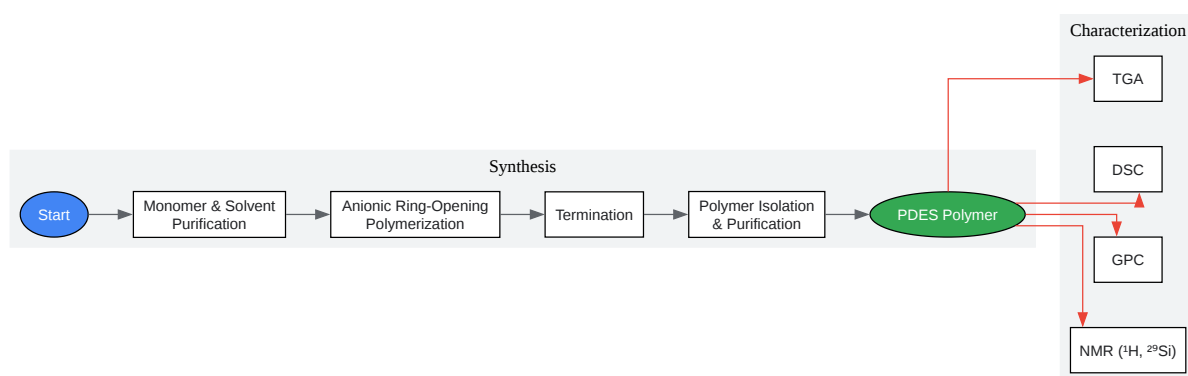 Characterization
TGA
Synthesis
DSC
Start
Monomer & Solvent
Purification
Anionic Ring-Opening
Polymerization
Termination
Polymer Isolation
& Purification
PDES Polymer
GPC
NMR (¹H, ²⁹Si)